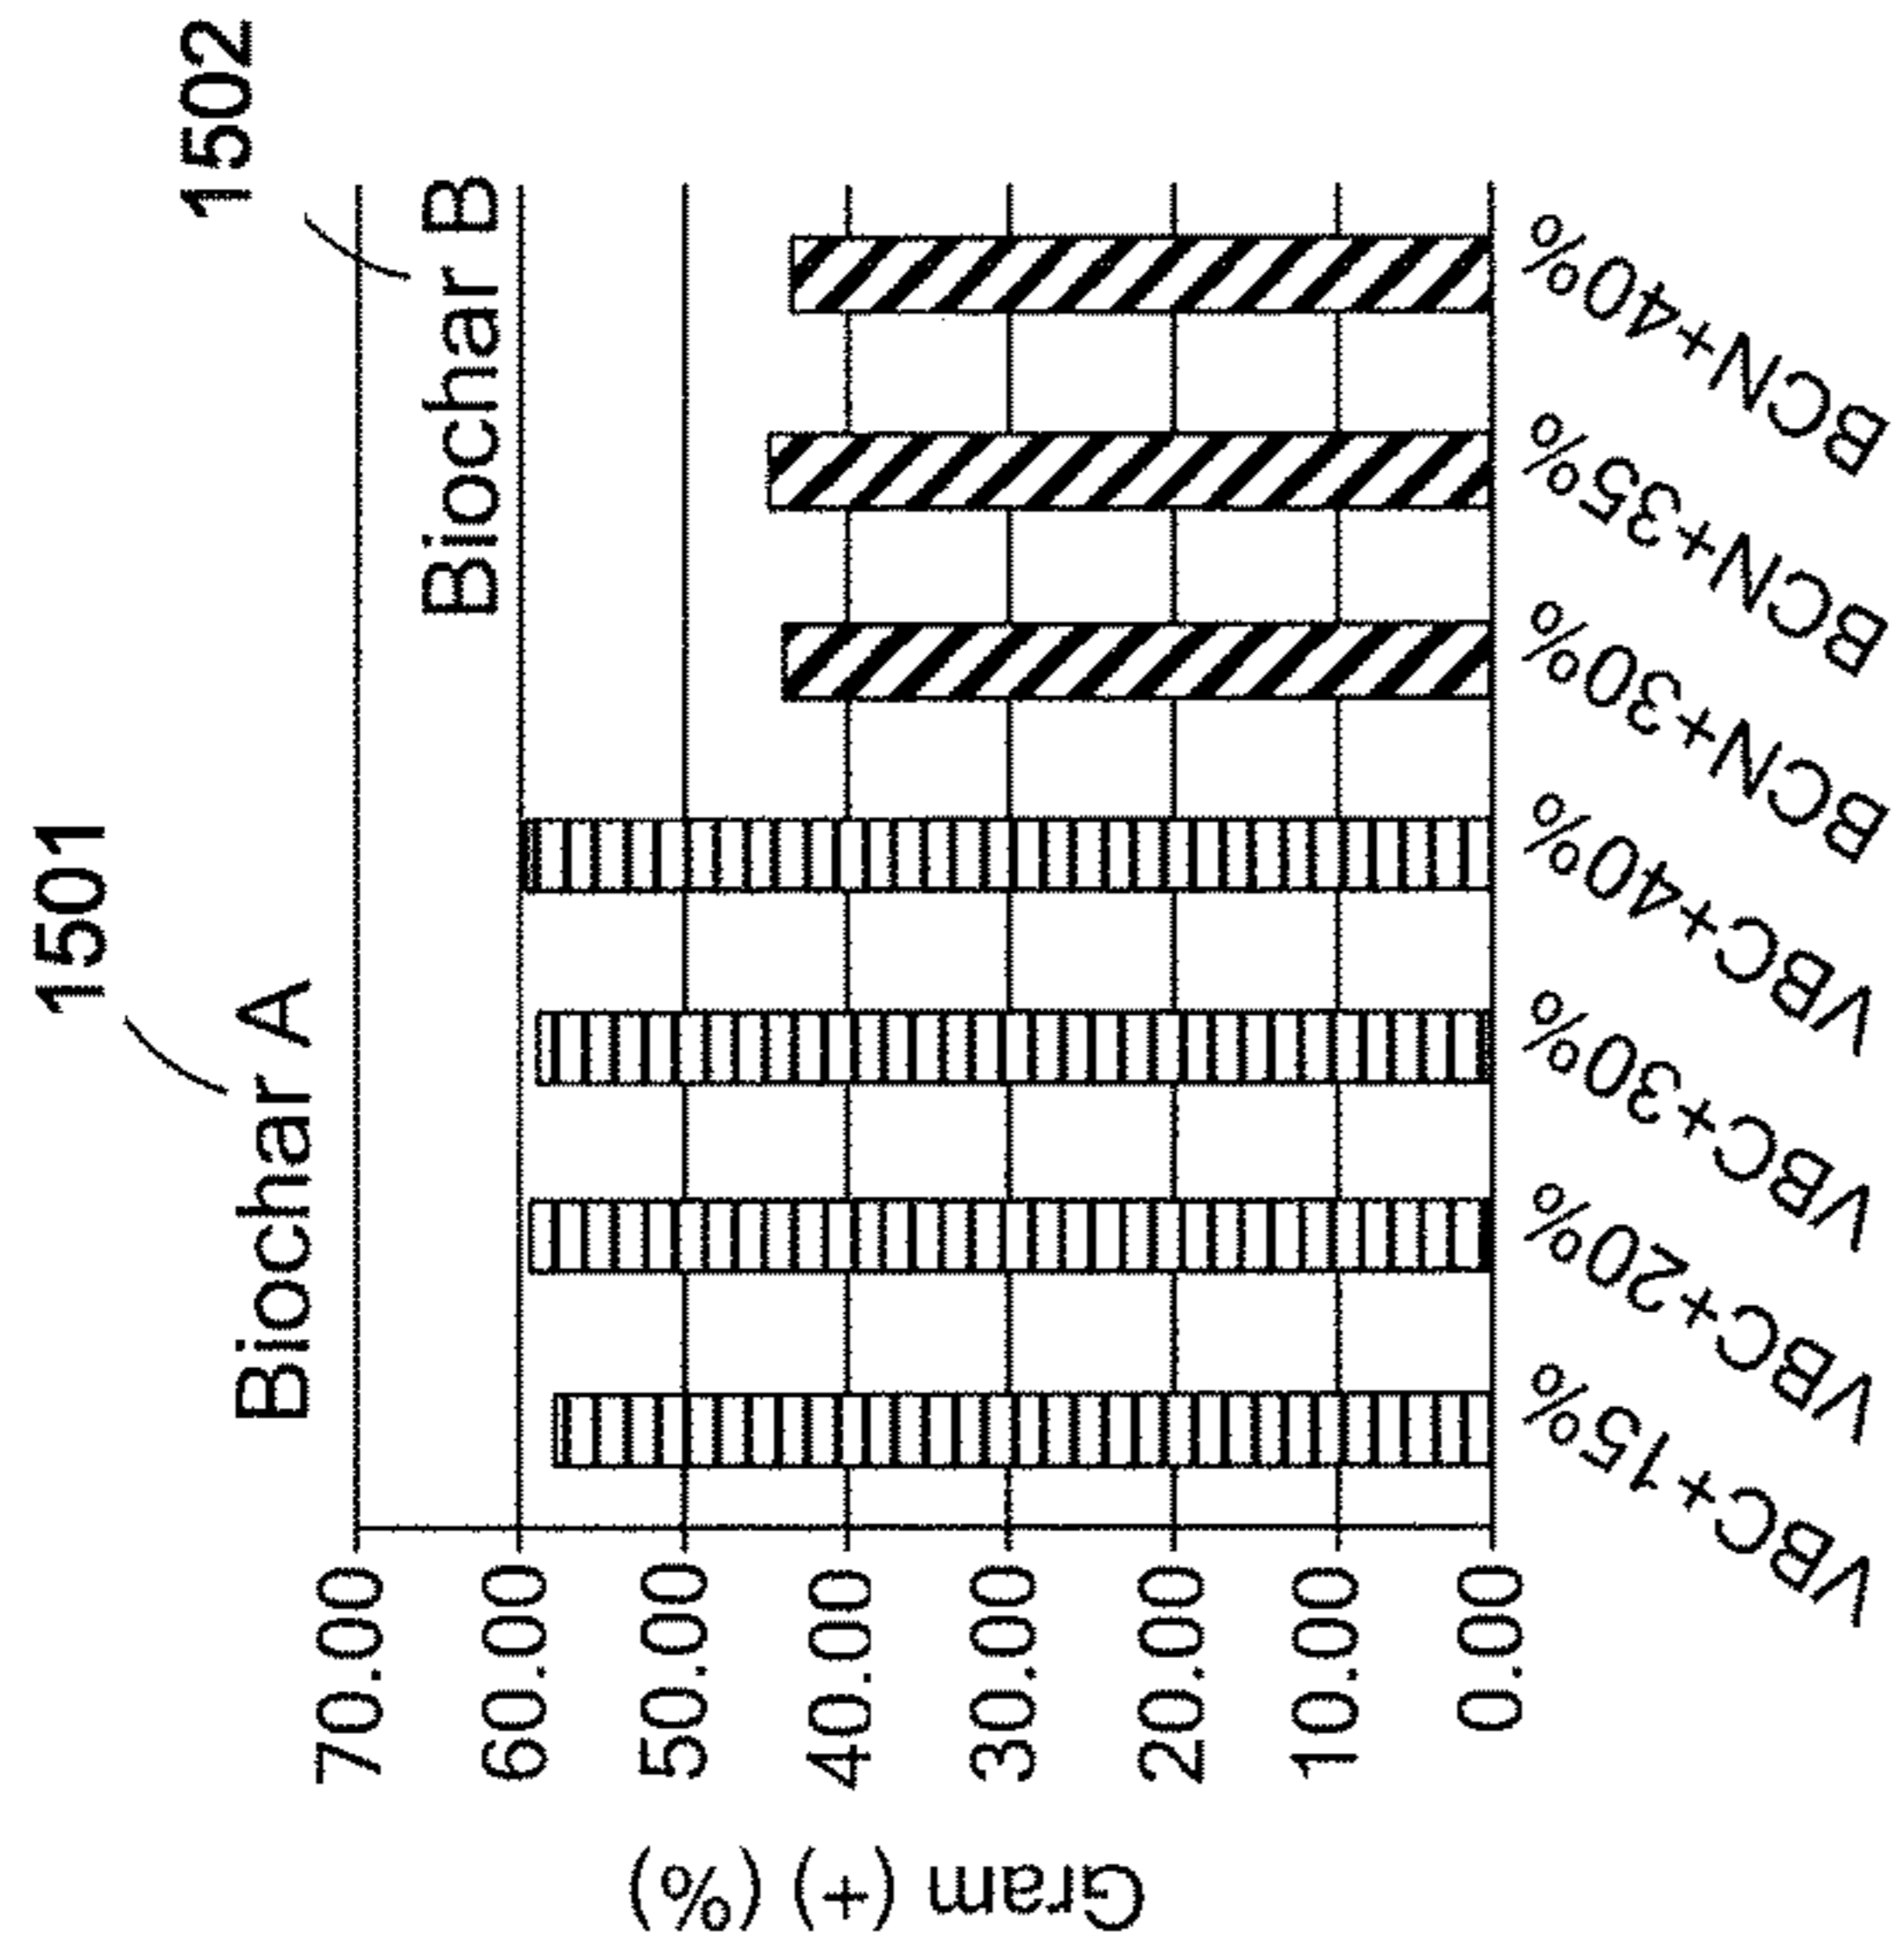 1501
1502
Biochar A
Biochar B
70.00
60.00
50.00
40.00
30.00
20.00
10.00
0.00
Gram (+) (%)
VBC+15%
VBC+20%
VBC+30%
VBC+40%
BCN+30%
BCN+35%
BCN+40%